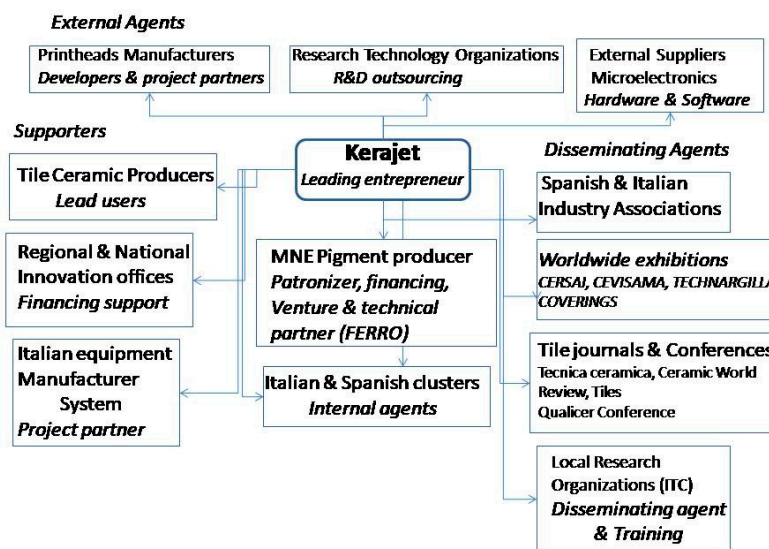 External Agents
Printheads Manufacturers
Developers & project partners
Research Technology Organizations
R&D outsourcing
External Suppliers
Microelectronics
Hardware & Software
Supporters
Kerajet
Leading entrepreneur
Disseminating Agents
Tile Ceramic Producers
Lead users
Spanish & Italian
Industry Associations
Regional & National
Innovation offices
Financing support
MNE Pigment producer
Patronizer, financing,
Venture & technical
partner (FERRO)
Worldwide exhibitions
CERSAI, CEVISAMA, TECHNARGILLA
COVERINGS
Italian equipment
Manufacturer
System
Project partner
Italian & Spanish clusters
Internal agents
Tile journals & Conferences
Tecnica ceramica, Ceramic World
Review, Tiles
Qualicer Conference
Local Research
Organizations (ITC)
Disseminating agent
& Training